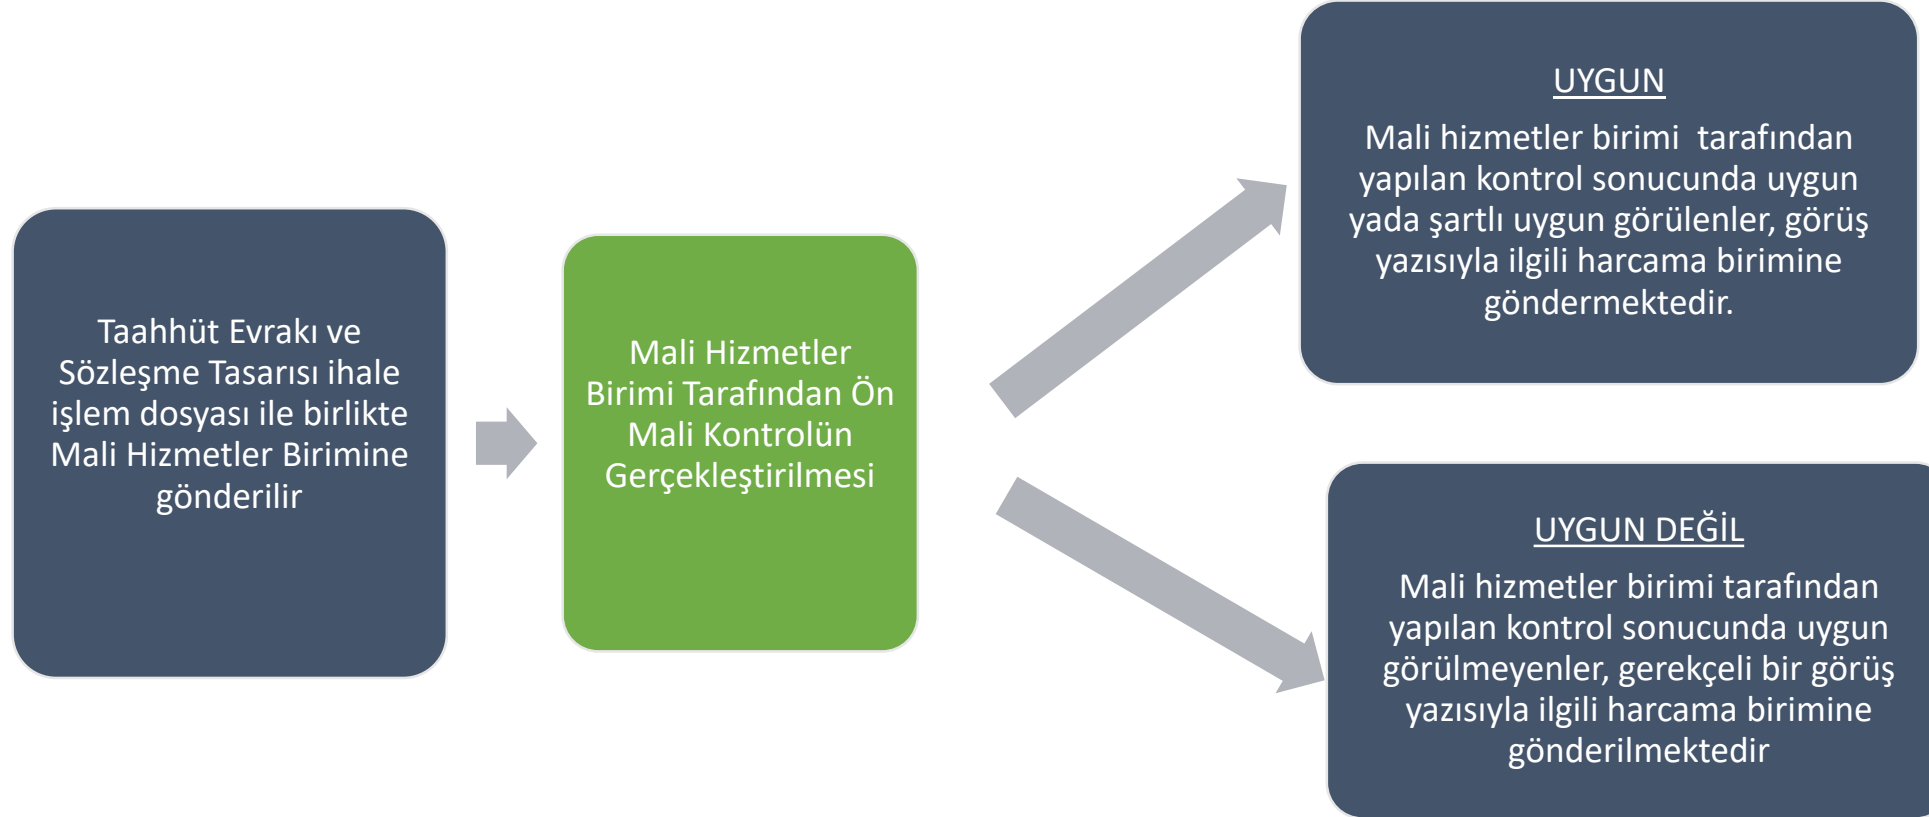 Taahhüt Evrakı ve
Sözleşme Tasarısı ihale
işlem dosyası ile birlikte
Mali Hizmetler Birimine
gönderilir
Mali Hizmetler
Birimi Tarafından Ön
Mali Kontrolün
Gerçekleştirilmesi
UYGUN
Mali hizmetler birimi  tarafından
yapılan kontrol sonucunda uygun
yada şartlı uygun görülenler, görüş
yazısıyla ilgili harcama birimine
göndermektedir.
UYGUN DEĞİL
Mali hizmetler birimi tarafından
yapılan kontrol sonucunda uygun
görülmeyenler, gerekçeli bir görüş
yazısıyla ilgili harcama birimine
gönderilmektedir